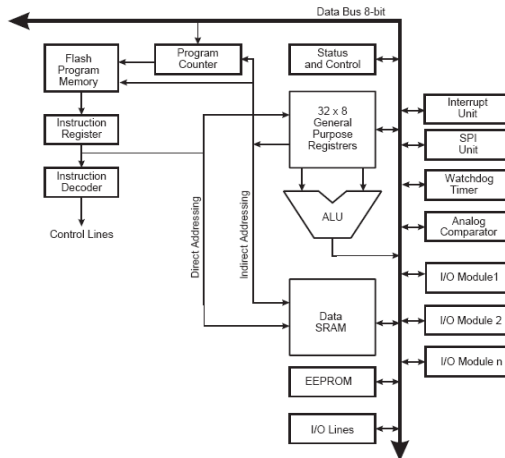 Data Bus 8-bit
Flash
Program
Memory
Program
Counter
Status
and Control
Instruction
Register
32 x 8
General
Purpose
Registrers
Interrupt
Unit
SPI
Unit
Instruction
Decoder
Watchdog
Timer
Direct Addressing
Indirect Addressing
ALU
Analog
Comparator
Control Lines
I/O Module1
Data
SRAM
I/O Module 2
I/O Module n
EEPROM
I/O Lines